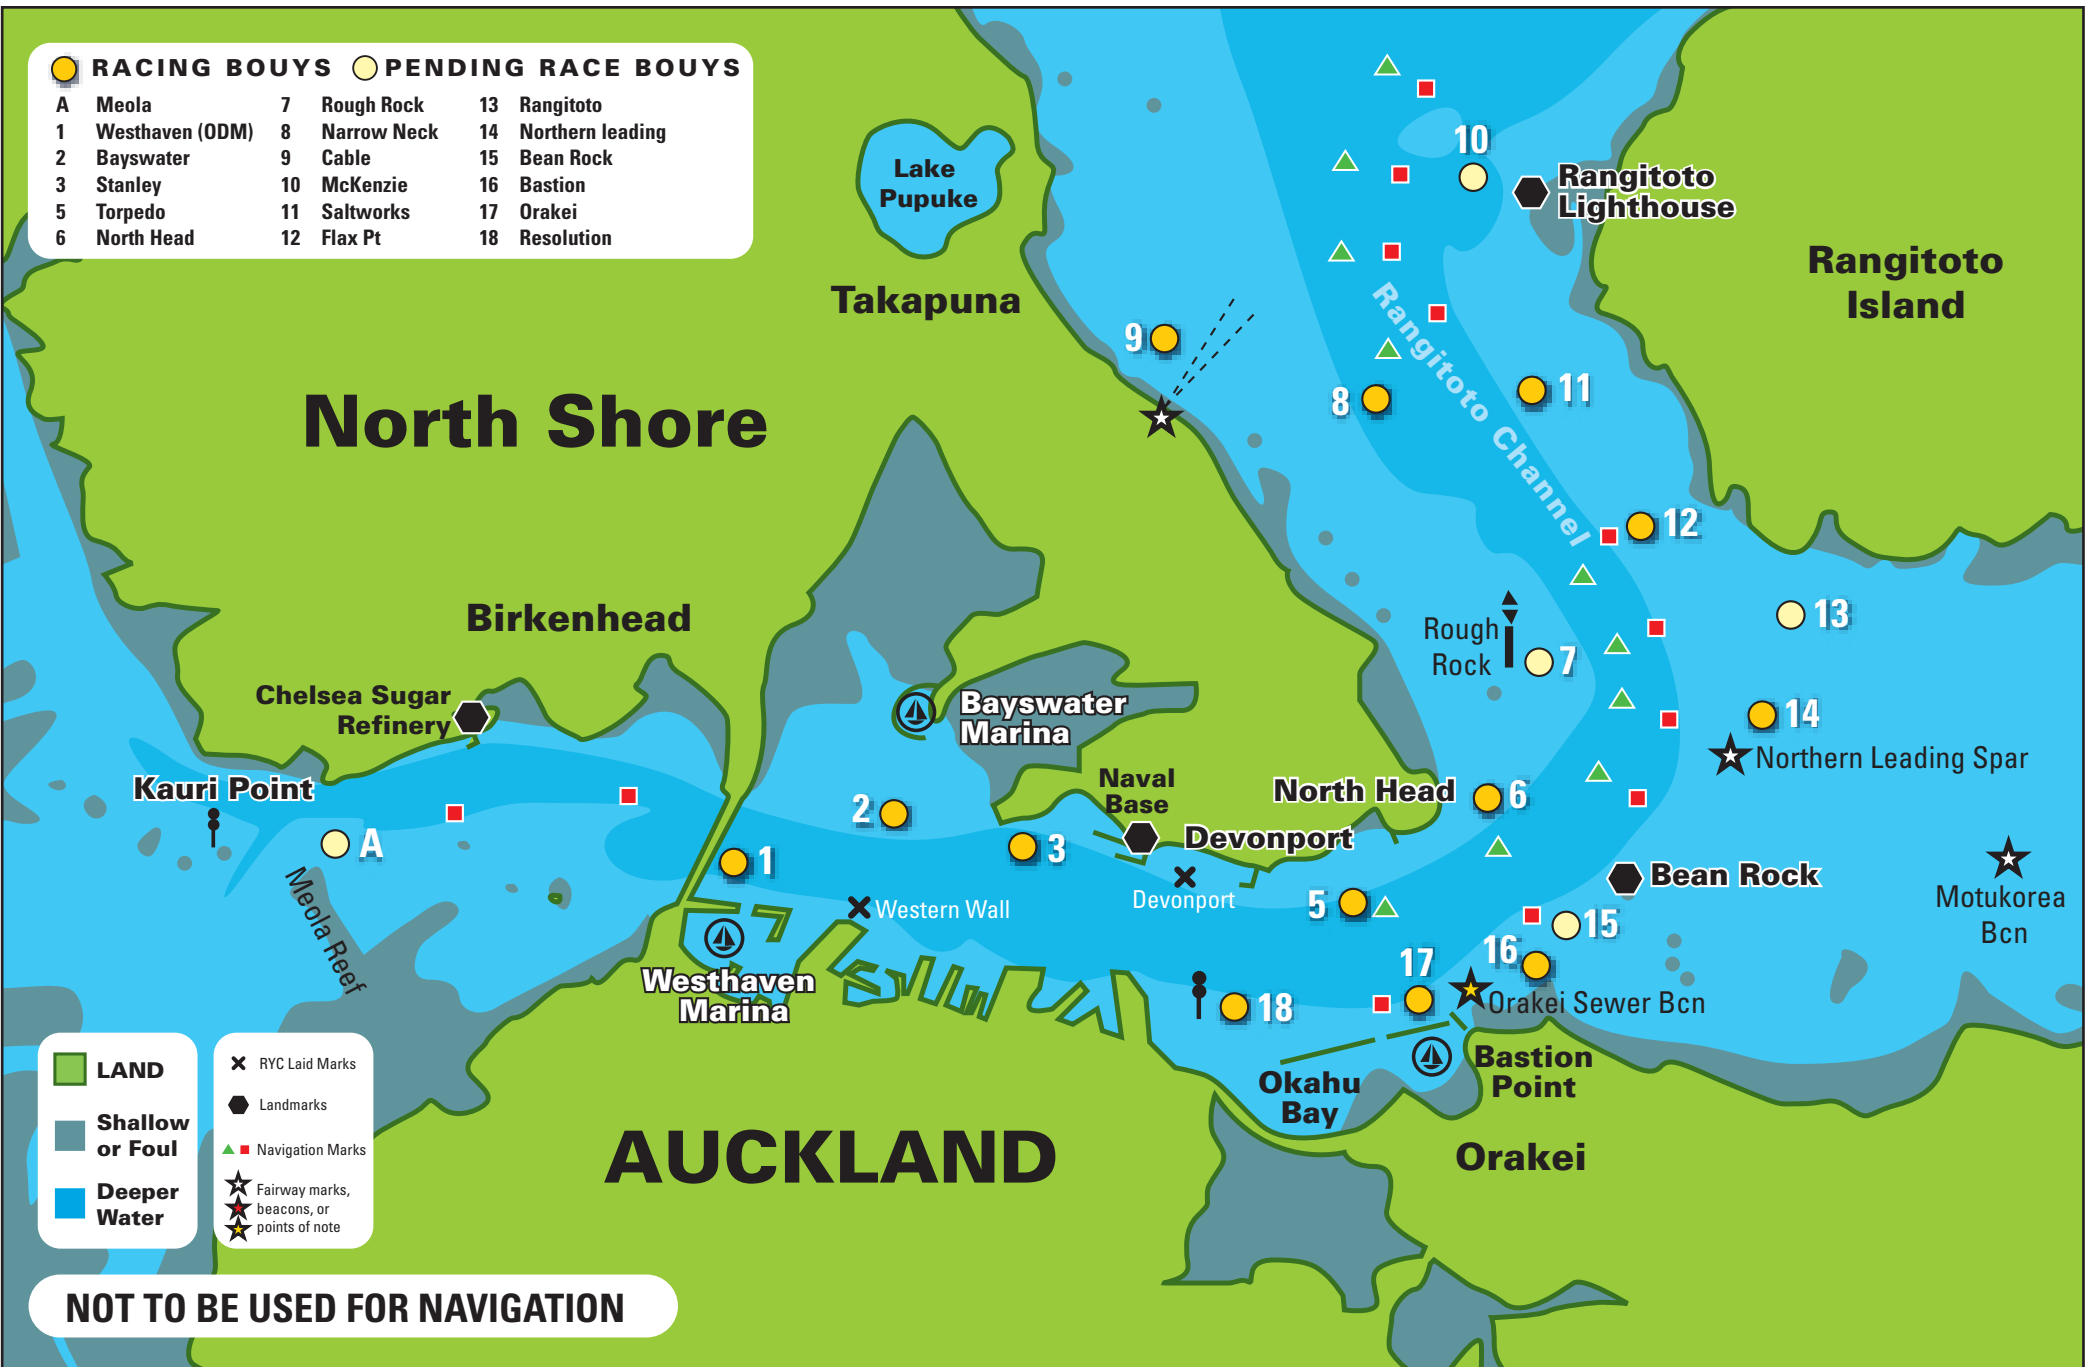 RACING BOUYS PENDING RACE BOUYS
A Meola 7 Rough Rock 13 Rangitoto
1 Westhaven (ODM) 8 Narrow Neck 14 Northern leading
2 Bayswater 9 Cable 15 Bean Rock
3 Stanley 10 McKenzie 16 Bastion
5 Torpedo 11 Saltworks 17 Orakei
6 North Head 12 Flax Pt 18 Resolution
10
Lake
Pupuke
Rangitoto
Lighthouse
Rangitoto
Island
Takapuna
9
Rangitoto Channel
8
11
North Shore
12
Birkenhead
Rough
Rock
7
13
Chelsea Sugar
Refinery
Bayswater
Marina
14
Northern Leading Spar
Kauri Point
Naval
Base
North Head
6
2
A
1
3
Devonport
Bean Rock
Meola Reef
Western Wall
Devonport
5
15
Motukorea
Bcn
16
17
Westhaven
Marina
18
Orakei Sewer Bcn
Bastion
Point
Okahu
Bay
AUCKLAND
Orakei
LAND
Shallow
or Foul
Deeper
Water
RYC Laid Marks
Landmarks
Navigation Marks
Fairway marks,
beacons, or
points of note
NOT TO BE USED FOR NAVIGATION